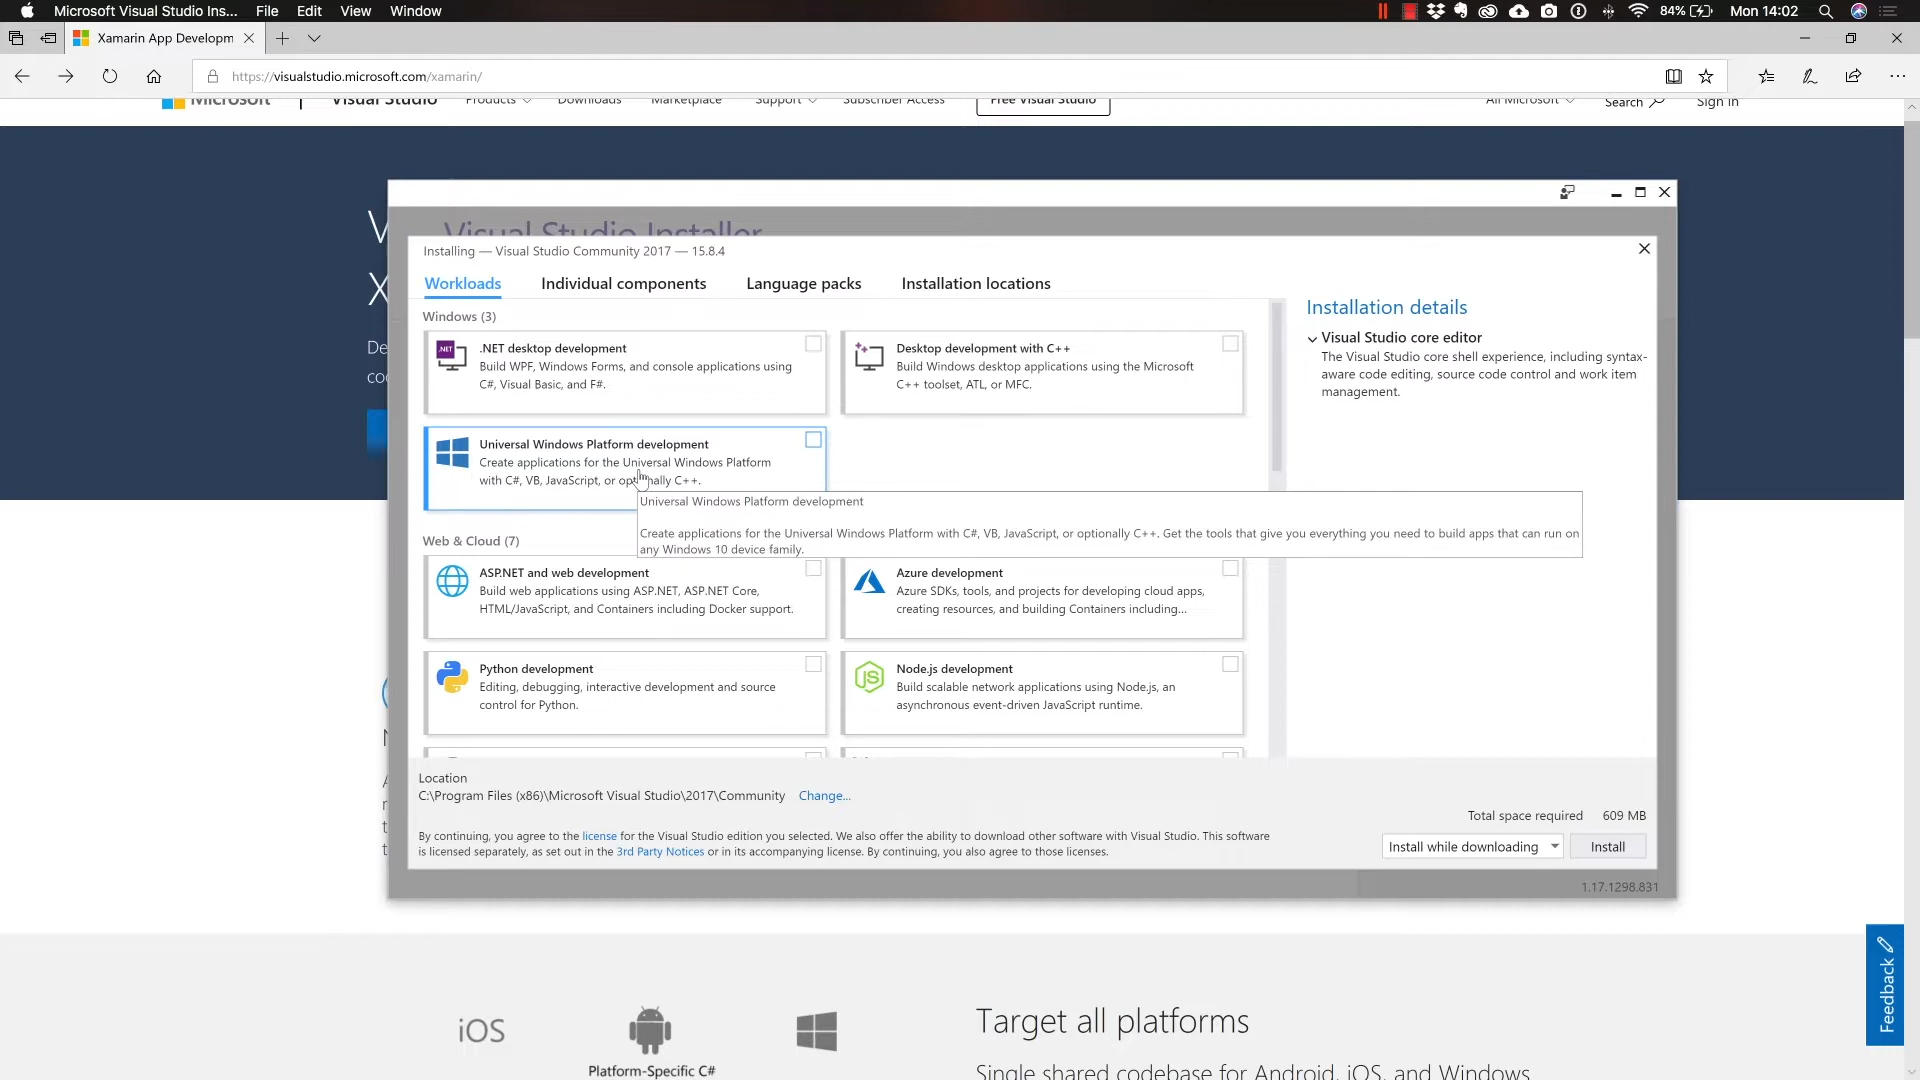 Microsoft Visual Studio Ins... File Edit View Window 84% Mon 14:02
Xamarin App Developm
https://visualstudio.microsoft.com/xamarin/
Microsoft Visual Studio Products Downloads Marketplace Support Subscriber Access Free Visual Studio All Microsoft Search Sign in
V
X
De
Visual Studio Installer
Installing — Visual Studio Community 2017 — 15.8.4
Workloads Individual components Language packs Installation locations
Windows (3)
.NET desktop development
Build WPF, Windows Forms, and console applications using
C#, Visual Basic, and F#.
Desktop development with C++
Build Windows desktop applications using the Microsoft
C++ toolset, ATL, or MFC.
Universal Windows Platform development
Create applications for the Universal Windows Platform
with C#, VB, JavaScript, or optionally C++.
Universal Windows Platform development
Create applications for the Universal Windows Platform with C#, VB, JavaScript, or optionally C++. Get the tools that give you everything you need to build apps that can run on
any Windows 10 device family.
Web & Cloud (7)
ASP.NET and web development
Build web applications using ASP.NET, ASP.NET Core,
HTML/JavaScript, and Containers including Docker support.
Azure development
Azure SDKs, tools, and projects for developing cloud apps,
creating resources, and building Containers including...
Python development
Editing, debugging, interactive development and source
control for Python.
Node.js development
Build scalable network applications using Node.js, an
asynchronous event-driven JavaScript runtime.
Installation details
Visual Studio core editor
The Visual Studio core shell experience, including syntax-
aware code editing, source code control and work item
management.
Location
C:\Program Files (x86)\Microsoft Visual Studio\2017\Community Change...
Total space required 609 MB
By continuing, you agree to the license for the Visual Studio edition you selected. We also offer the ability to download other software with Visual Studio. This software
is licensed separately, as set out in the 3rd Party Notices or in its accompanying license. By continuing, you also agree to those licenses.
Install while downloading Install
1.17.1298.831
Feedback
iOS
Platform-Specific C#
Target all platforms
Single shared codebase for Android, iOS, and Windows